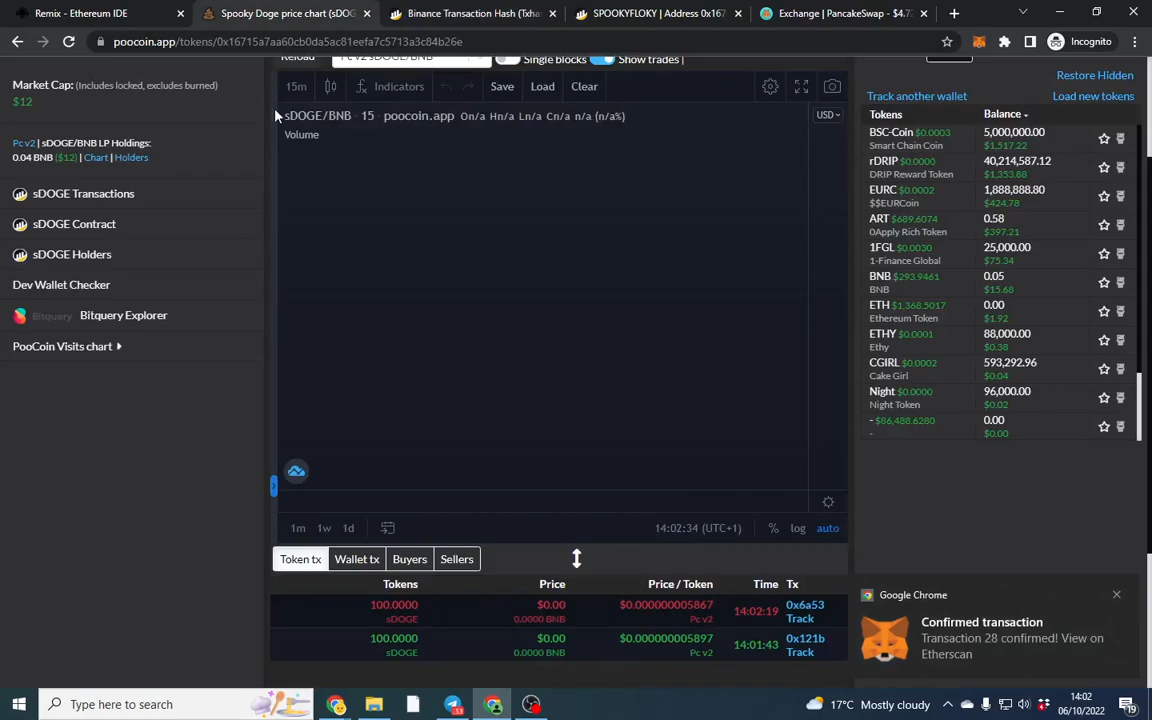 Remix - Ethereum IDE
Spooky Doge price chart (sDOG
Binance Transaction Hash (Txha
SPOOKYFLOKY | Address 0x167
Exchange | PancakeSwap - $4.72
poocoin.app/tokens/0x16715a7aa60cb0da5ac81eefa7c5713a3c84b26e
Incognito
Market Cap: (Includes locked, excludes burned)
$12
Pc v2 | sDOGE/BNB LP Holdings:
0.04 BNB ($12) | Chart | Holders
sDOGE Transactions
sDOGE Contract
sDOGE Holders
Dev Wallet Checker
Bitquery Bitquery Explorer
PooCoin Visits chart
Reload
Pc v2 sDOGE/BNB
Single blocks
Show trades |
15m
Indicators
Save
Load
Clear
sDOGE/BNB · 15 · poocoin.app On/a Hn/a Ln/a Cn/a n/a (n/a%)
Volume
USD
1m 1w 1d
14:02:34 (UTC+1)
% log auto
Token tx
Wallet tx
Buyers
Sellers
Tokens Price Price / Token Time Tx
100.0000 $0.00 $0.000000005867 14:02:19 0x6a53
sDOGE 0.0000 BNB Pc v2 Track
100.0000 $0.00 $0.000000005897 14:01:43 0x121b
sDOGE 0.0000 BNB Pc v2 Track
Restore Hidden
Track another wallet
Load new tokens
Tokens Balance
BSC-Coin $0.0003 5,000,000.00
Smart Chain Coin $1,517.22
rDRIP $0.0000 40,214,587.12
DRIP Reward Token $1,353.88
EURC $0.0002 1,888,888.80
$$EURCoin $424.78
ART $689.6074 0.58
0Apply Rich Token $397.21
1FGL $0.0030 25,000.00
1-Finance Global $75.34
BNB $293.9461 0.05
BNB $15.68
ETH $1,368.5017 0.00
Ethereum Token $1.92
ETHY $0.0001 88,000.00
Ethy $0.38
CGIRL $0.0002 593,292.96
Cake Girl $0.04
Night $0.0000 96,000.00
Night Token $0.02
- $86,488.6280 0.00
- $0.00
Google Chrome
Confirmed transaction
Transaction 28 confirmed! View on
Etherscan
Type here to search
53
17°C Mostly cloudy
14:02
06/10/2022
19